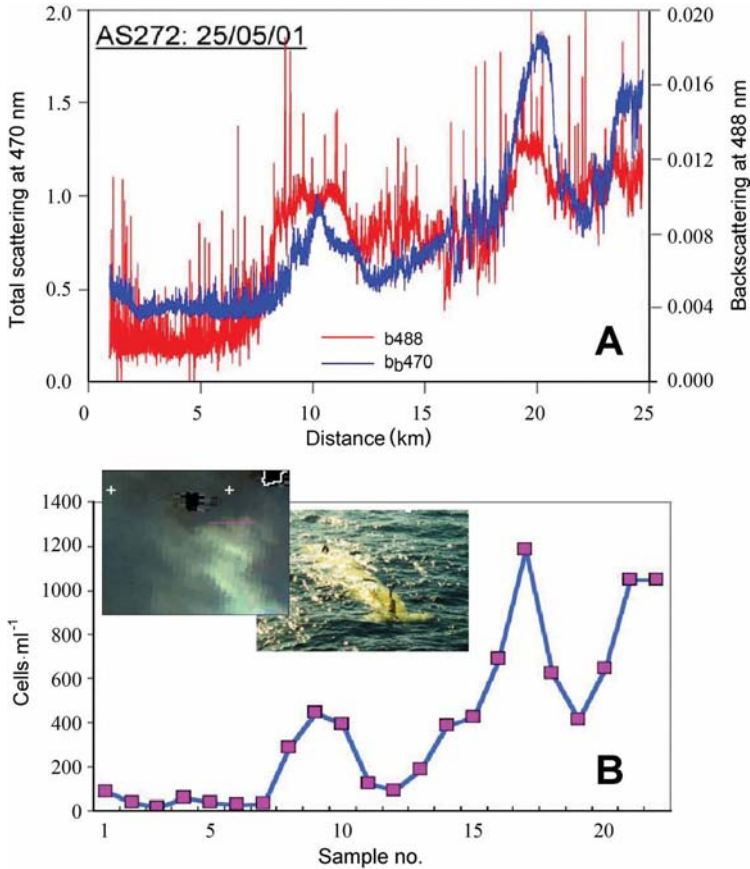 AS272: 25/05/01
Total scattering at 470 nm
2.0
1.5
1.0
0.5
0.0
Backscattering at 488 nm
0.020
0.016
0.012
0.008
0.004
0.000
b488
bb470
A
0 5 10 15 20 25
Distance (km)
Cells·ml⁻¹
1400
1200
1000
800
600
400
200
0
B
1 5 10 15 20
Sample no.